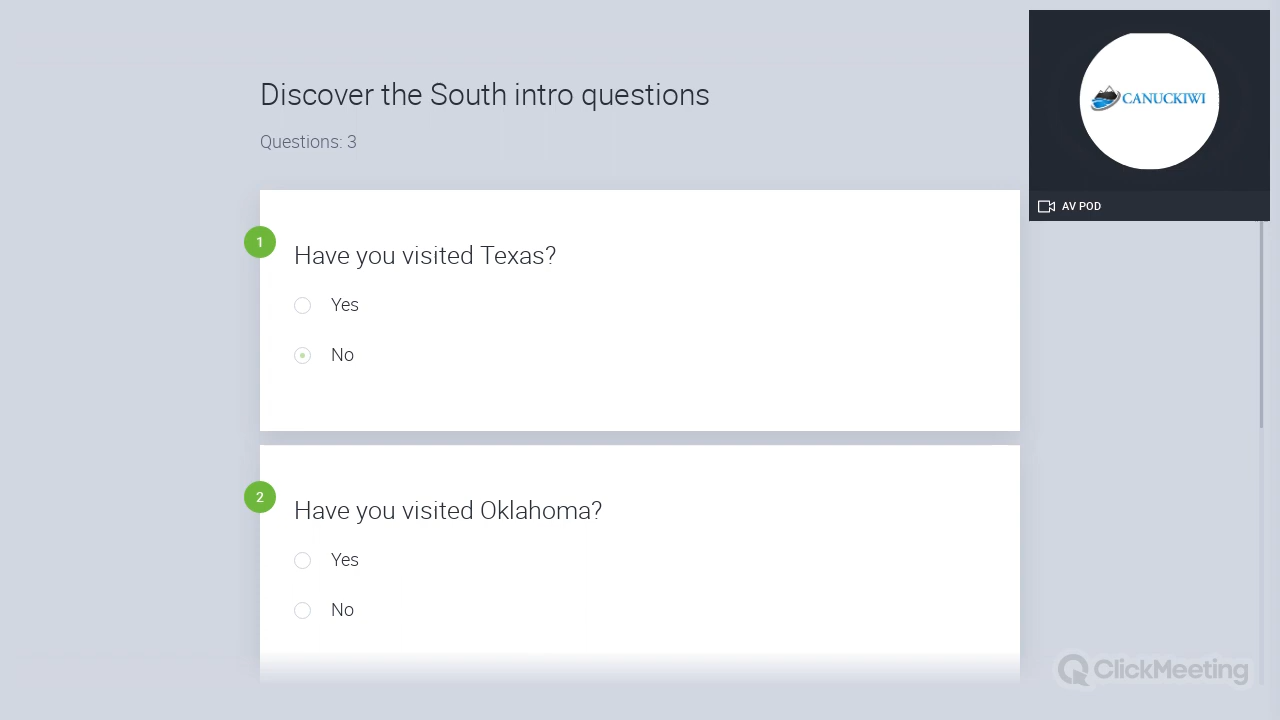 Discover the South intro questions
Questions: 3
CANUCKIWI
AV POD
1
Have you visited Texas?
Yes
No
2
Have you visited Oklahoma?
Yes
No
ClickMeeting